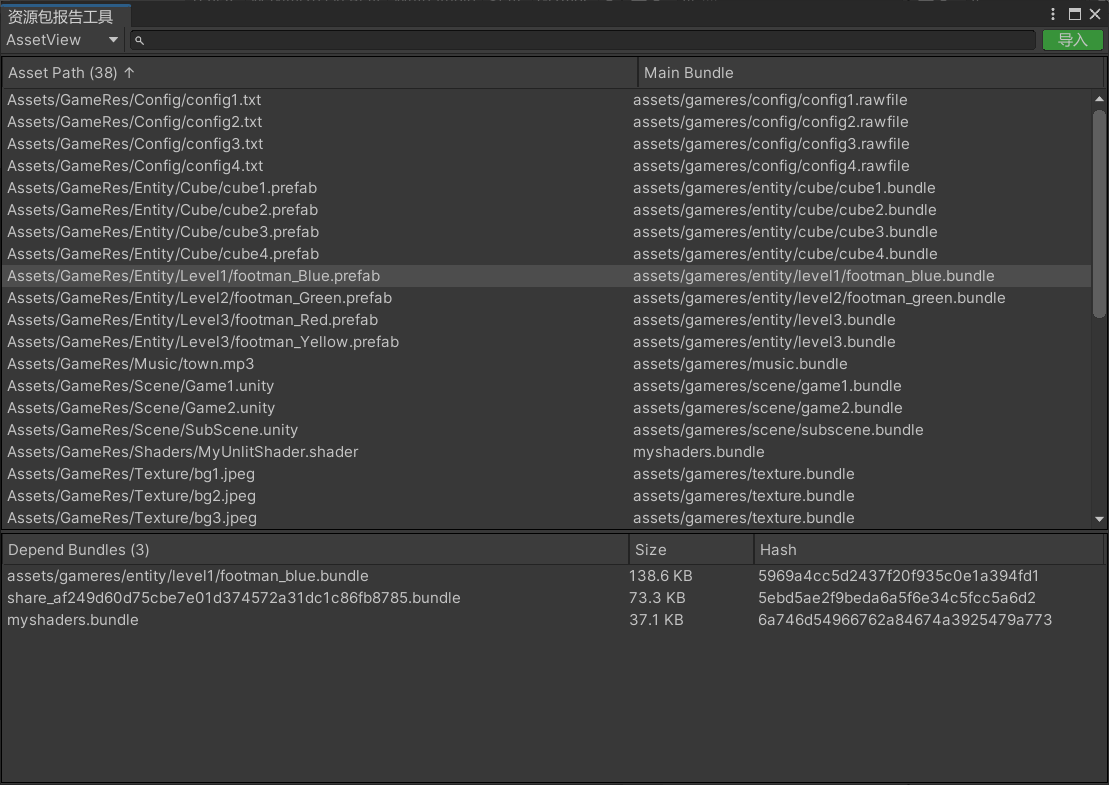 资源包报告工具
AssetView 导入
Asset Path (38) ↑ Main Bundle
Assets/GameRes/Config/config1.txt assets/gameres/config/config1.rawfile
Assets/GameRes/Config/config2.txt assets/gameres/config/config2.rawfile
Assets/GameRes/Config/config3.txt assets/gameres/config/config3.rawfile
Assets/GameRes/Config/config4.txt assets/gameres/config/config4.rawfile
Assets/GameRes/Entity/Cube/cube1.prefab assets/gameres/entity/cube/cube1.bundle
Assets/GameRes/Entity/Cube/cube2.prefab assets/gameres/entity/cube/cube2.bundle
Assets/GameRes/Entity/Cube/cube3.prefab assets/gameres/entity/cube/cube3.bundle
Assets/GameRes/Entity/Cube/cube4.prefab assets/gameres/entity/cube/cube4.bundle
Assets/GameRes/Entity/Level1/footman_Blue.prefab assets/gameres/entity/level1/footman_blue.bundle
Assets/GameRes/Entity/Level2/footman_Green.prefab assets/gameres/entity/level2/footman_green.bundle
Assets/GameRes/Entity/Level3/footman_Red.prefab assets/gameres/entity/level3.bundle
Assets/GameRes/Entity/Level3/footman_Yellow.prefab assets/gameres/entity/level3.bundle
Assets/GameRes/Music/town.mp3 assets/gameres/music.bundle
Assets/GameRes/Scene/Game1.unity assets/gameres/scene/game1.bundle
Assets/GameRes/Scene/Game2.unity assets/gameres/scene/game2.bundle
Assets/GameRes/Scene/SubScene.unity assets/gameres/scene/subscene.bundle
Assets/GameRes/Shaders/MyUnlitShader.shader myshaders.bundle
Assets/GameRes/Texture/bg1.jpeg assets/gameres/texture.bundle
Assets/GameRes/Texture/bg2.jpeg assets/gameres/texture.bundle
Assets/GameRes/Texture/bg3.jpeg assets/gameres/texture.bundle
Depend Bundles (3) Size Hash
assets/gameres/entity/level1/footman_blue.bundle 138.6 KB 5969a4cc5d2437f20f935c0e1a394fd1
share_af249d60d75cbe7e01d374572a31dc1c86fb8785.bundle 73.3 KB 5ebd5ae2f9beda6a5f6e34c5fcc5a6d2
myshaders.bundle 37.1 KB 6a746d54966762a84674a3925479a773